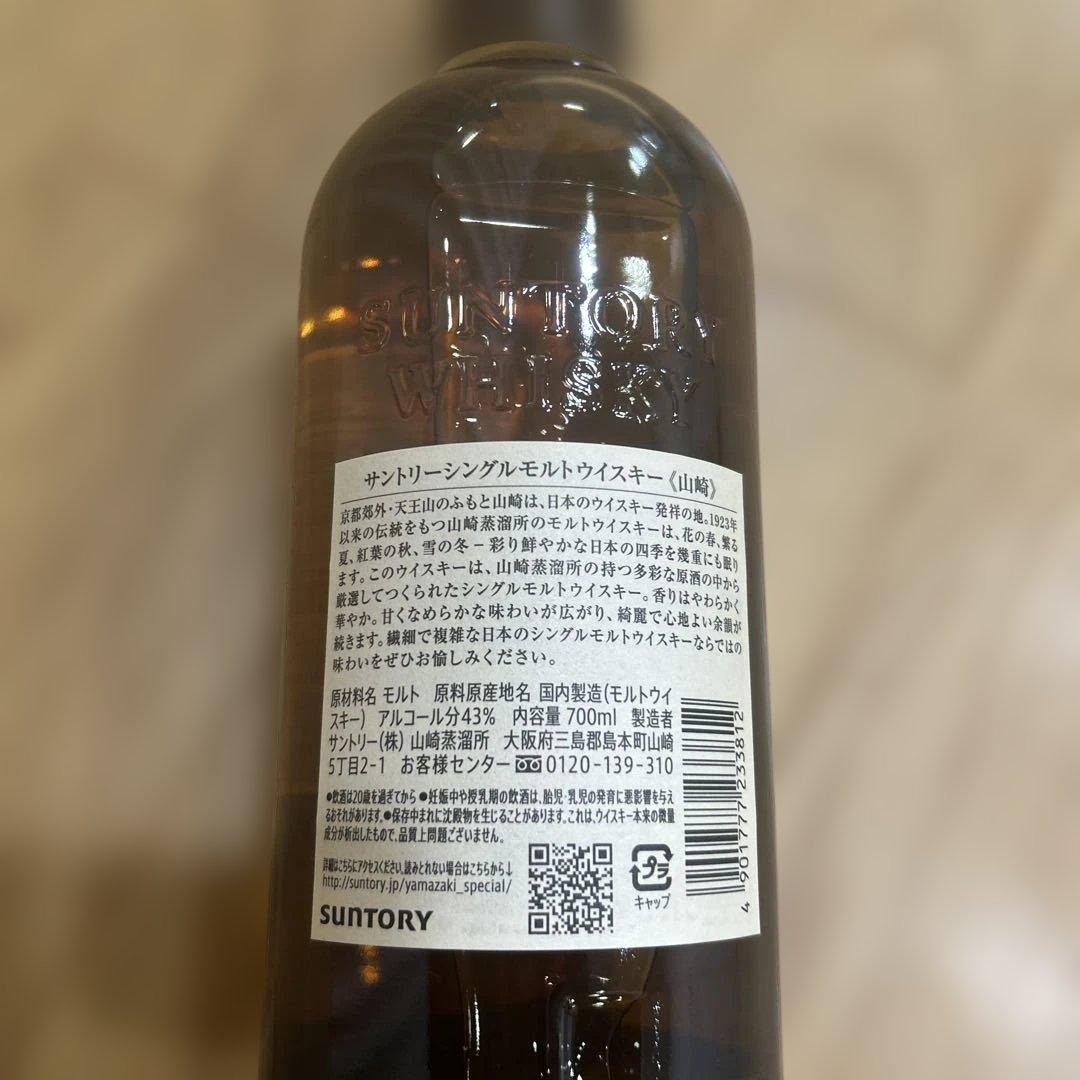 SUNTORY
WHISKY
サントリーシングルモルトウイスキー《山崎》
京都郊外・天王山のふもと山崎は、日本のウイスキー発祥の地。1923年
以来の伝統をもつ山崎蒸溜所のモルトウイスキーは、花の春、繁る
夏、紅葉の秋、雪の冬－彩り鮮やかな日本の四季を幾重にも眠り
ます。このウイスキーは、山崎蒸溜所の持つ多彩な原酒の中から
厳選してつくられたシングルモルトウイスキー。香りはやわらかく
華やか。甘くなめらかな味わいが広がり、綺麗で心地よい余韻が
続きます。繊細で複雑な日本のシングルモルトウイスキーならではの
味わいをぜひお愉しみください。
原材料名 モルト 原料原産地名 国内製造(モルトウイ
スキー) アルコール分43% 内容量 700ml 製造者
サントリー(株) 山崎蒸溜所 大阪府三島郡島本町山崎
5丁目2-1 お客様センター 0120-139-310
●飲酒は20歳を過ぎてから ●妊娠中や授乳期の飲酒は、胎児・乳児の発育に悪影響を与え
るおそれがあります。●保存中まれに沈殿物を生じることがあります。これは、ウイスキー本来の微量
成分が析出したもので、品質上問題ございません。
詳細はこちらにアクセスください。読みとれない場合はこちらから↓
http://suntory.jp/yamazaki_special/
SUNTORY
プラ
キャップ
4 901777 233812